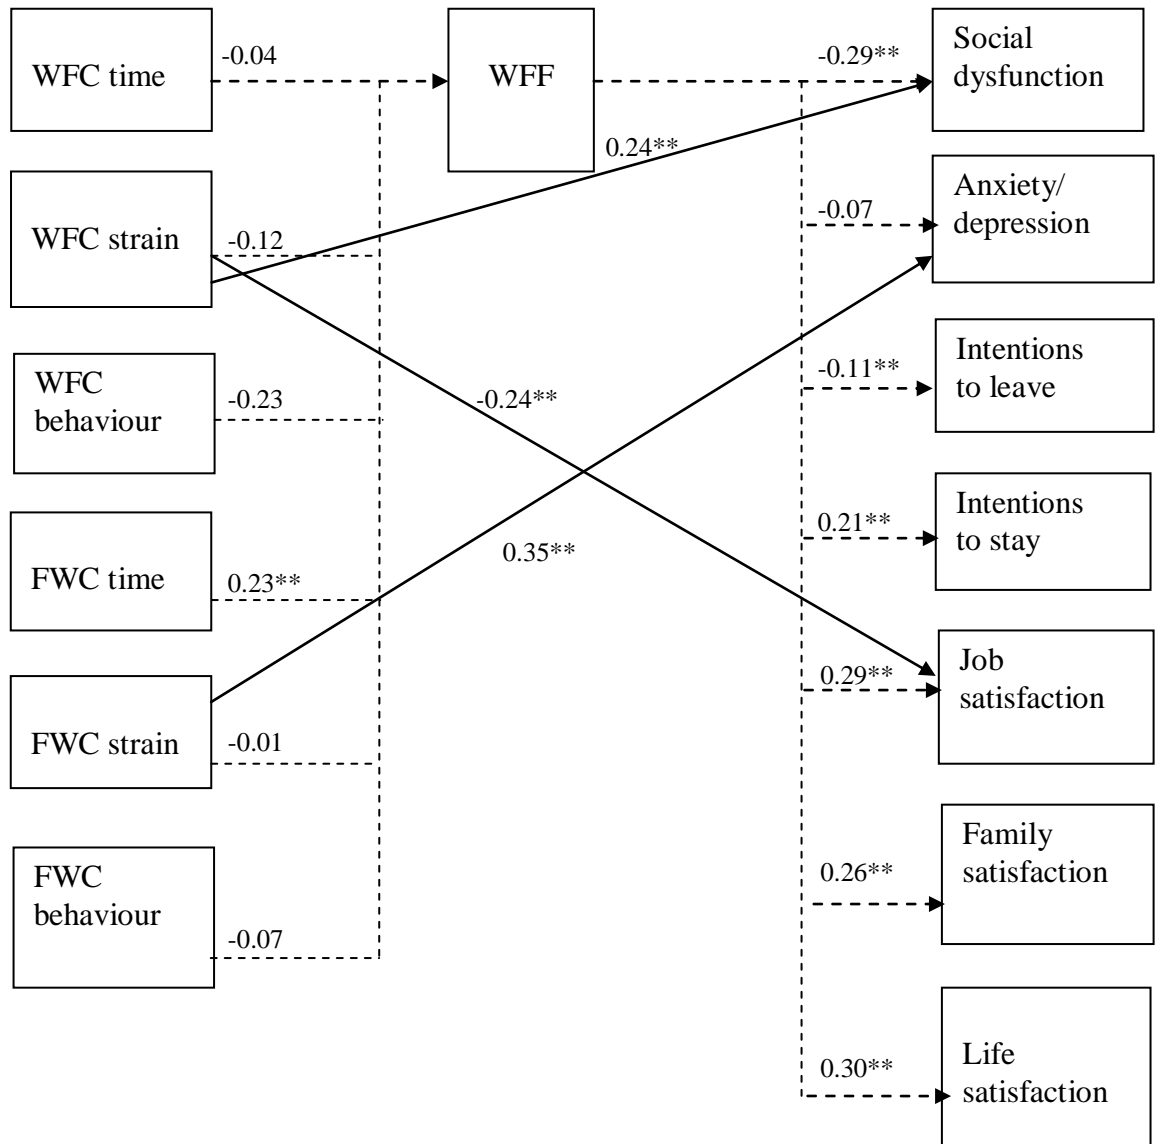 WFC time
-0.04
WFF
-0.29**
Social
dysfunction
0.24**
WFC strain
-0.12
-0.07
Anxiety/
depression
WFC
behaviour
-0.23
-0.24**
-0.11**
Intentions
to leave
FWC time
0.23**
0.35**
0.21**
Intentions
to stay
FWC strain
-0.01
0.29**
Job
satisfaction
FWC
behaviour
-0.07
0.26**
Family
satisfaction
0.30**
Life
satisfaction